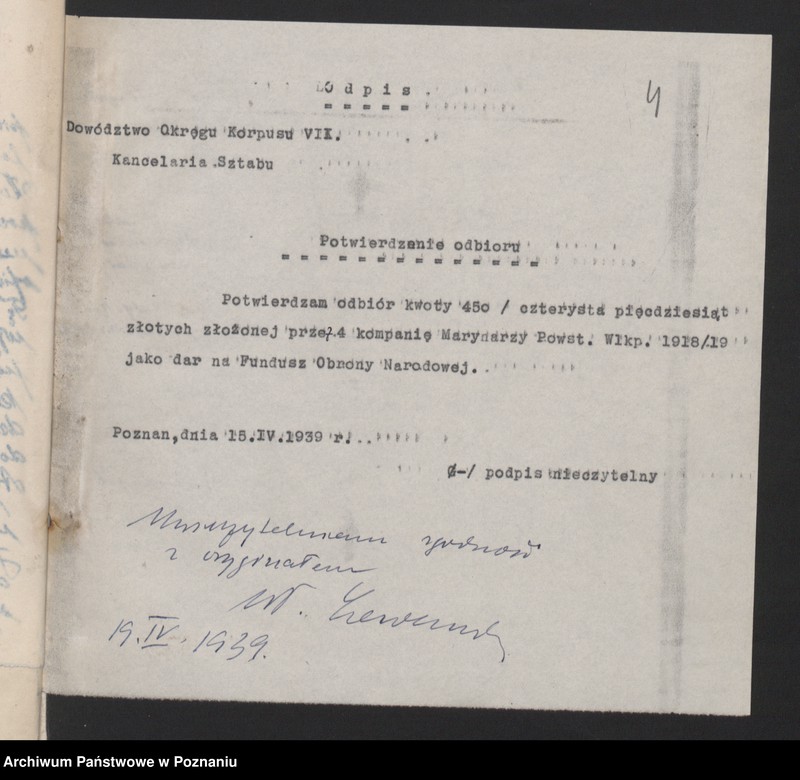 Odpis.
4
Dowództwo Okręgu Korpusu VII.
Kancelaria Sztabu
Potwierdzenie odbioru
Potwierdzam odbiór kwoty 450 / czterysta pięćdziesiąt
złotych złożonej przez 4 kompanię Marynarzy Powst. Wlkp. 1918/19
jako dar na Fundusz Obrony Narodowej.
Poznan, dnia 15.IV.1939 r.
/-/ podpis nieczytelny
Uwierzytelniam zgodność
z oryginałem
19.IV.1939.
Archiwum Państwowe w Poznaniu